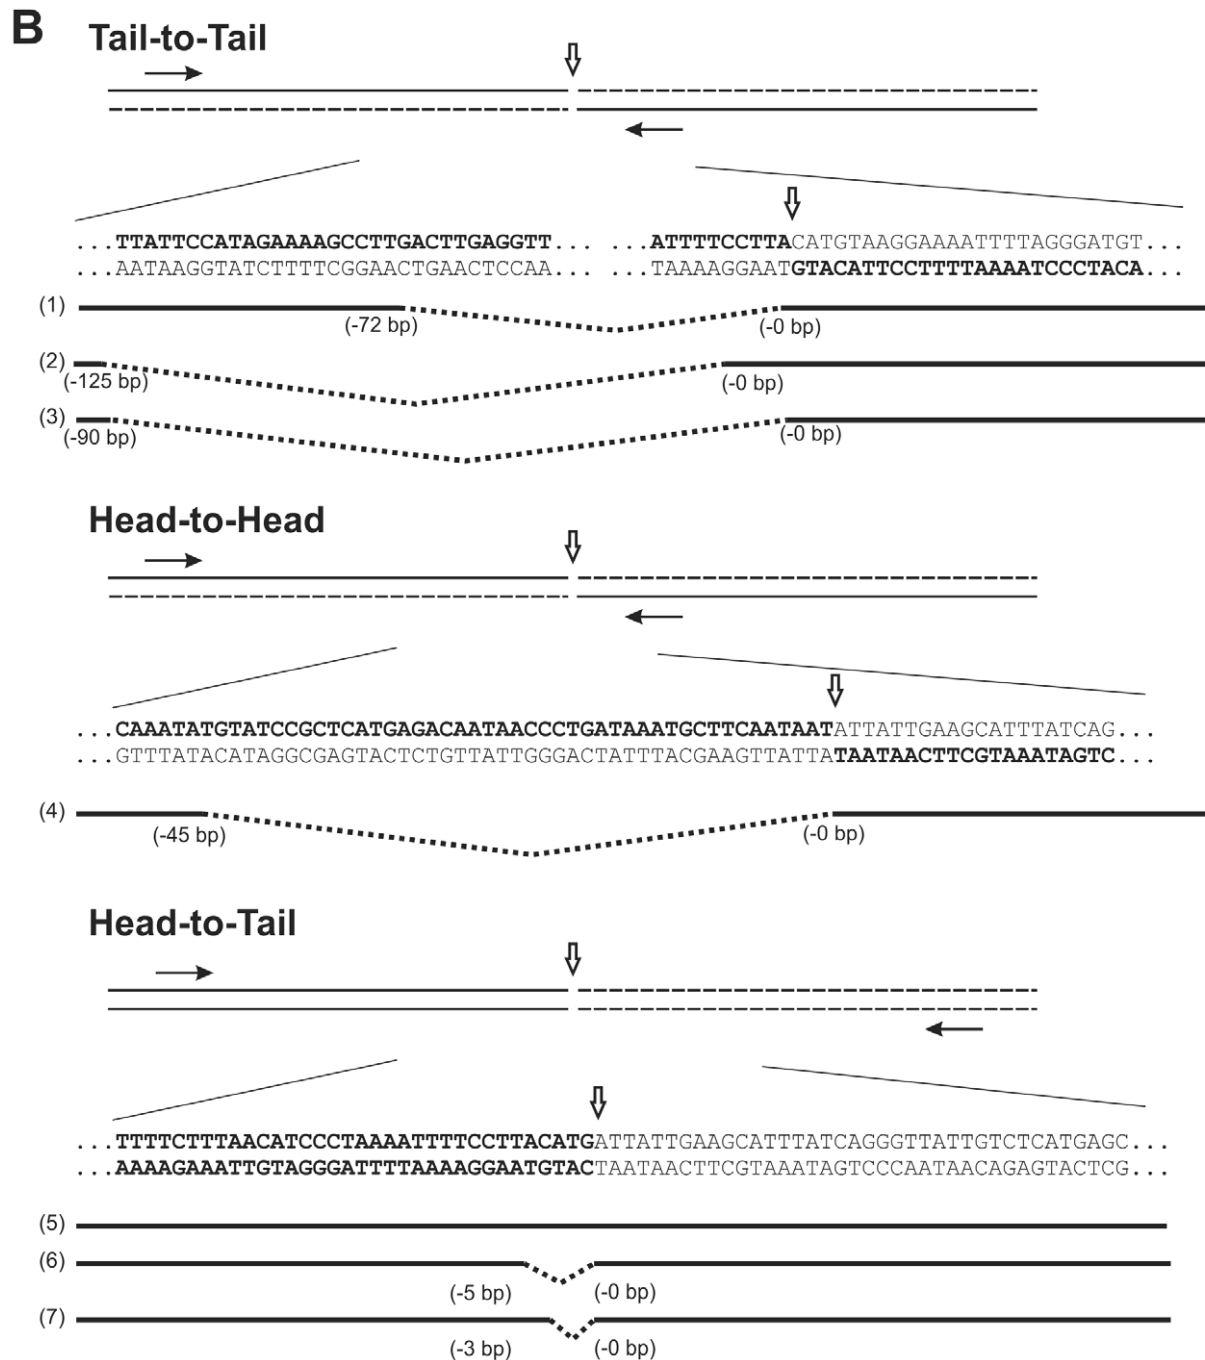 B
Tail-to-Tail
...TTATTCCATAGAAAAGCCTTGACTTGAGGTT... ...ATTTTCCTTACATGTAAGGAAAATTTTAGGGATGT...
...AATAAGGTATCTTTTCGGAACTGAACTCCAA... ...TAAAAGGAATGTACATTCCTTTTAAAATCCCTACA...
(1)
(-72 bp) (-0 bp)
(2)
(-125 bp) (-0 bp)
(3)
(-90 bp) (-0 bp)
Head-to-Head
...CAAATATGTATCCGCTCATGAGACAATAACCCTGATAAATGCTTCAATAATATTATTGAAGCATTTATCAG...
...GTTTATACATAGGCGAGTACTCTGTTATTGGGACTATTTACGAAGTTATTATAATAACTTCGTAAATAGTC...
(4)
(-45 bp) (-0 bp)
Head-to-Tail
...TTTTCTTTAACATCCCTAAAATTTTCCTTACATGATTATTGAAGCATTTATCAGGGTTATTGTCTCATGAGC...
...AAAAGAAATTGTAGGGATTTTAAAAGGAATGTACTAATAACTTCGTAAATAGTCCCAATAACAGAGTACTCG...
(5)
(6)
(-5 bp) (-0 bp)
(7)
(-3 bp) (-0 bp)